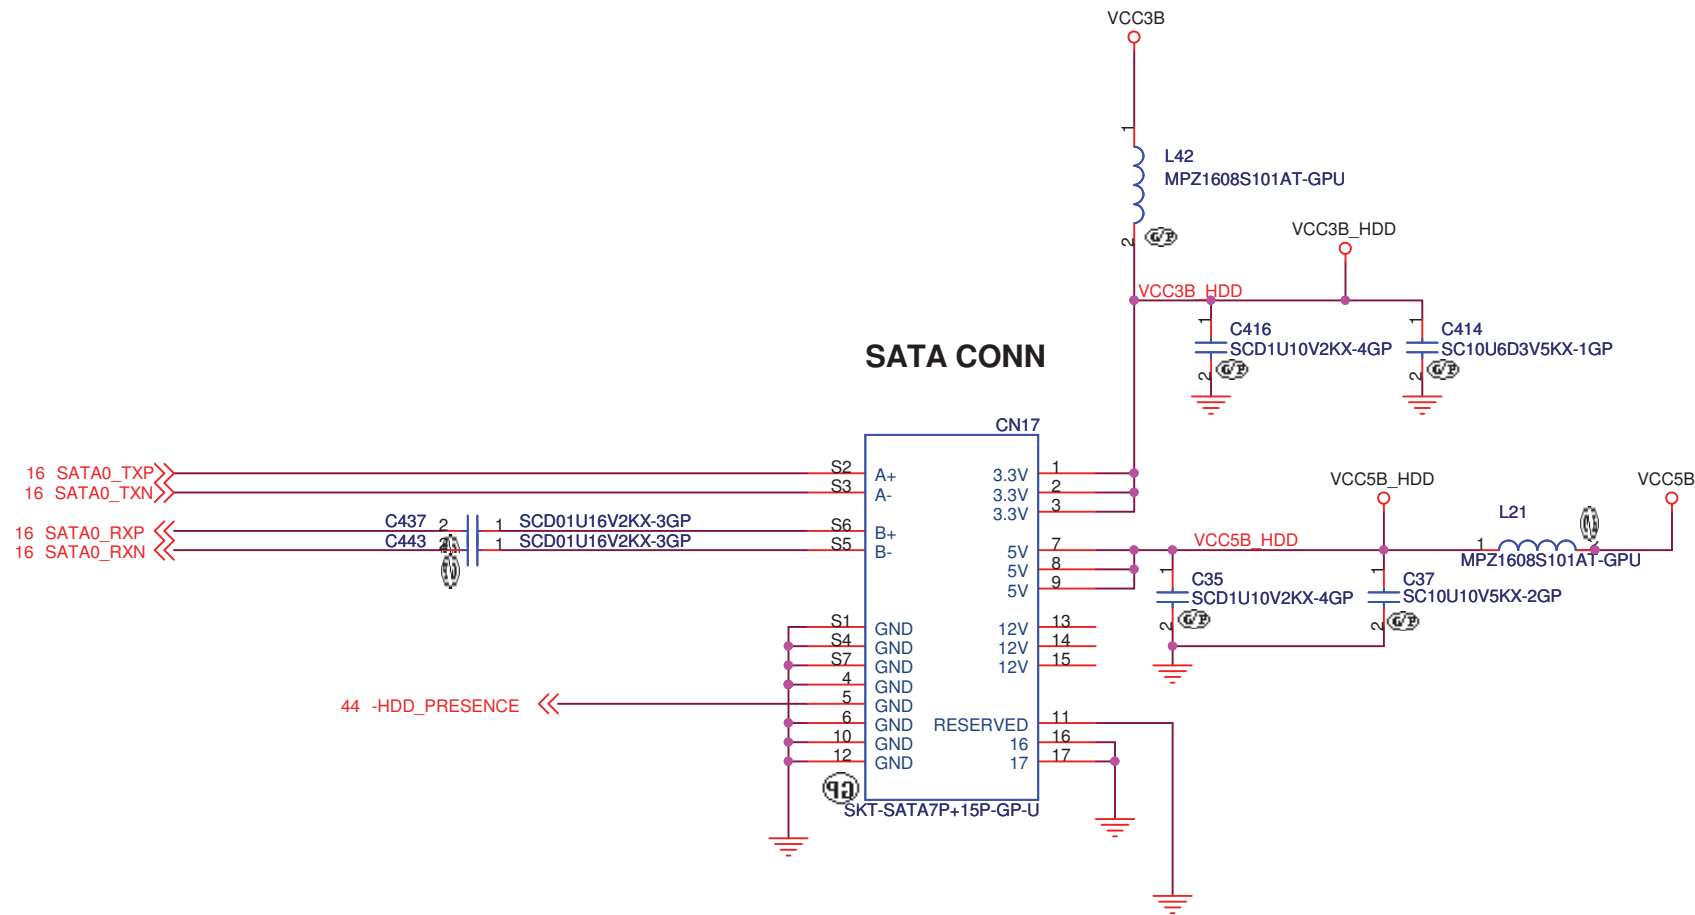 VCC3B
1
L42
MPZ1608S101AT-GPU
2
G/P
VCC3B_HDD
VCC3B_HDD
1
C416
SCD1U10V2KX-4GP
2
G/P
1
C414
SC10U6D3V5KX-1GP
2
G/P
SATA CONN
CN17
16 SATA0_TXP
S2
A+
3.3V
1
16 SATA0_TXN
S3
A-
3.3V
2
3.3V
3
16 SATA0_RXP
C437
2
1
SCD01U16V2KX-3GP
S6
B+
16 SATA0_RXN
C443
1
SCD01U16V2KX-3GP
S5
B-
5V
7
5V
8
5V
9
VCC5B_HDD
VCC5B_HDD
VCC5B
L21
1
MPZ1608S101AT-GPU
1
C35
SCD1U10V2KX-4GP
2
G/P
1
C37
SC10U10V5KX-2GP
2
G/P
S1
GND
12V
13
S4
GND
12V
14
S7
GND
12V
15
4
GND
44 -HDD_PRESENCE
5
GND
6
GND
RESERVED
11
10
GND
16
16
12
GND
17
17
GP
SKT-SATA7P+15P-GP-U